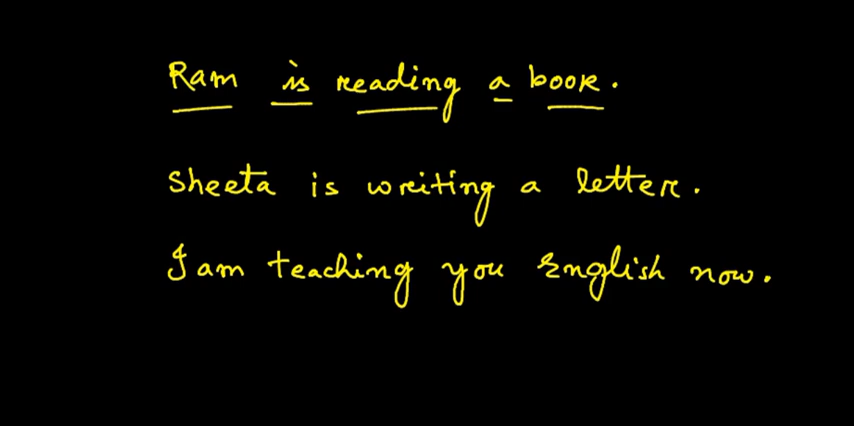 Ram is reading a book.
Sheeta is writing a letter.
I am teaching you English now.